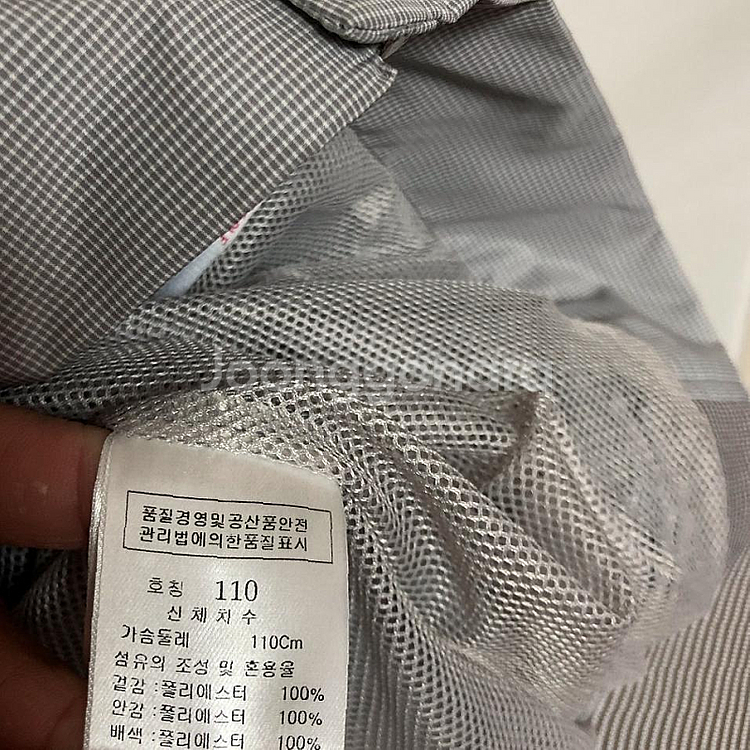 Joongonara
품질경영및공산품안전
관리법에의한품질표시
호칭 110
신체치수
가슴둘레 110Cm
섬유의 조성 및 혼용율
겉감 :폴리에스터 100%
안감 :폴리에스터 100%
배색 :폴리에스터 100%